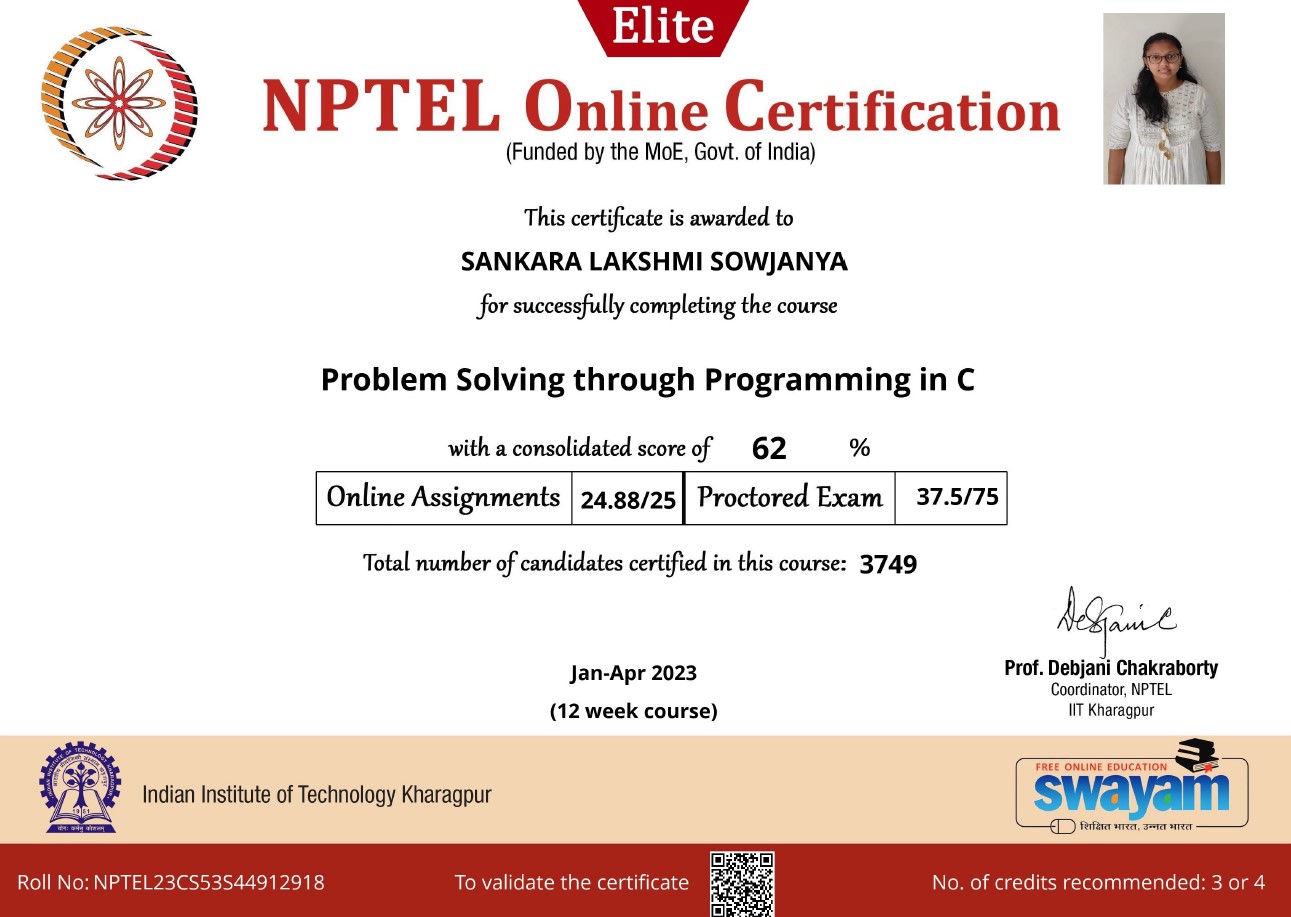 Elite
NPTEL Online Certification
(Funded by the MoE, Govt. of India)
This certificate is awarded to
SANKARA LAKSHMI SOWJANYA
for successfully completing the course
Problem Solving through Programming in C
with a consolidated score of 62 %
Online Assignments 24.88/25 Proctored Exam 37.5/75
Total number of candidates certified in this course: 3749
Jan-Apr 2023
(12 week course)
Prof. Debjani Chakraborty
Coordinator, NPTEL
IIT Kharagpur
Indian Institute of Technology Kharagpur
1951
योगः कर्मसु कौशलम्
FREE ONLINE EDUCATION
swayam
शिक्षित भारत, उन्नत भारत
Roll No: NPTEL23CS53S44912918
To validate the certificate
No. of credits recommended: 3 or 4